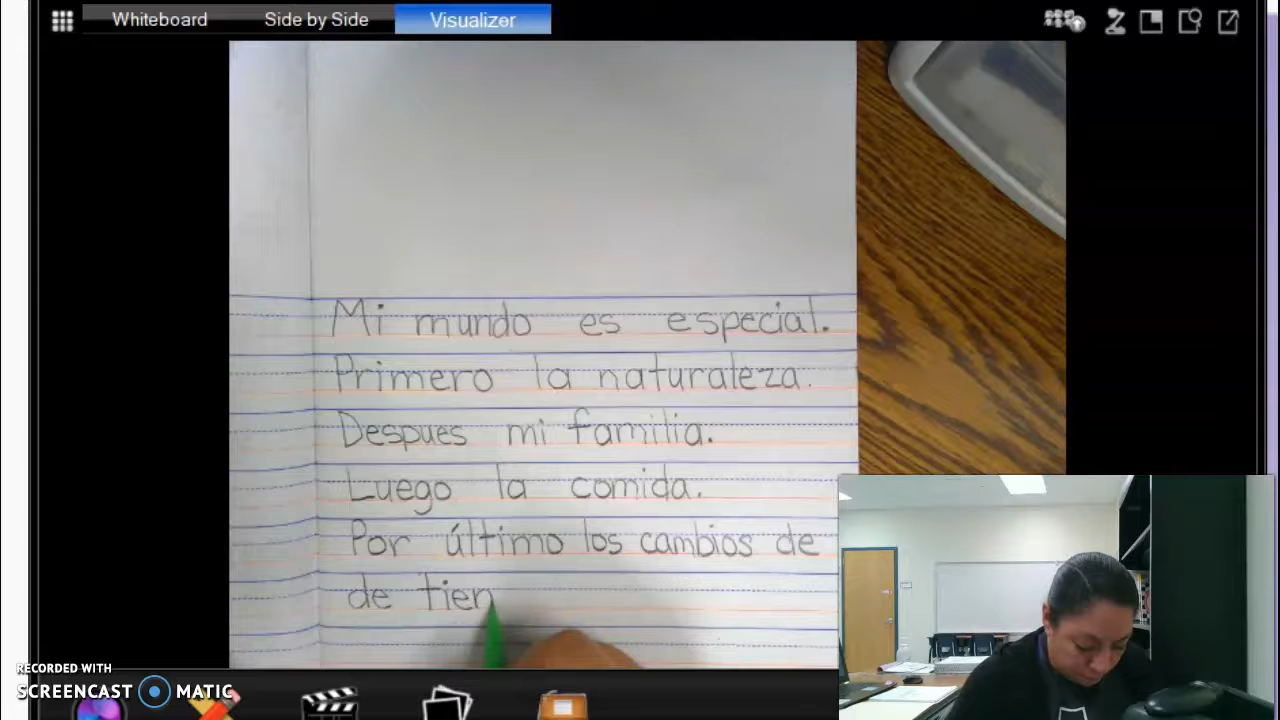 Whiteboard Side by Side Visualizer
Mi mundo es especial.
Primero la naturaleza.
Despues mi familia.
Luego la comida.
Por último los cambios de
de tien
RECORDED WITH
SCREENCAST MATIC